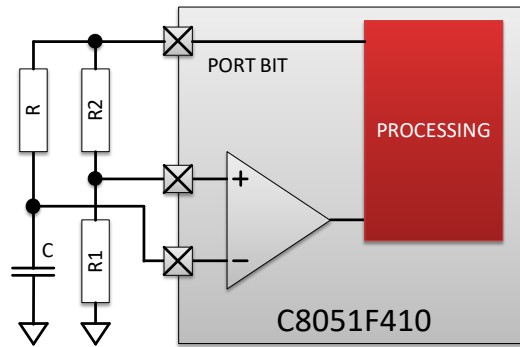 PORT BIT
R
R2
PROCESSING
+
C
R1
−
C8051F410